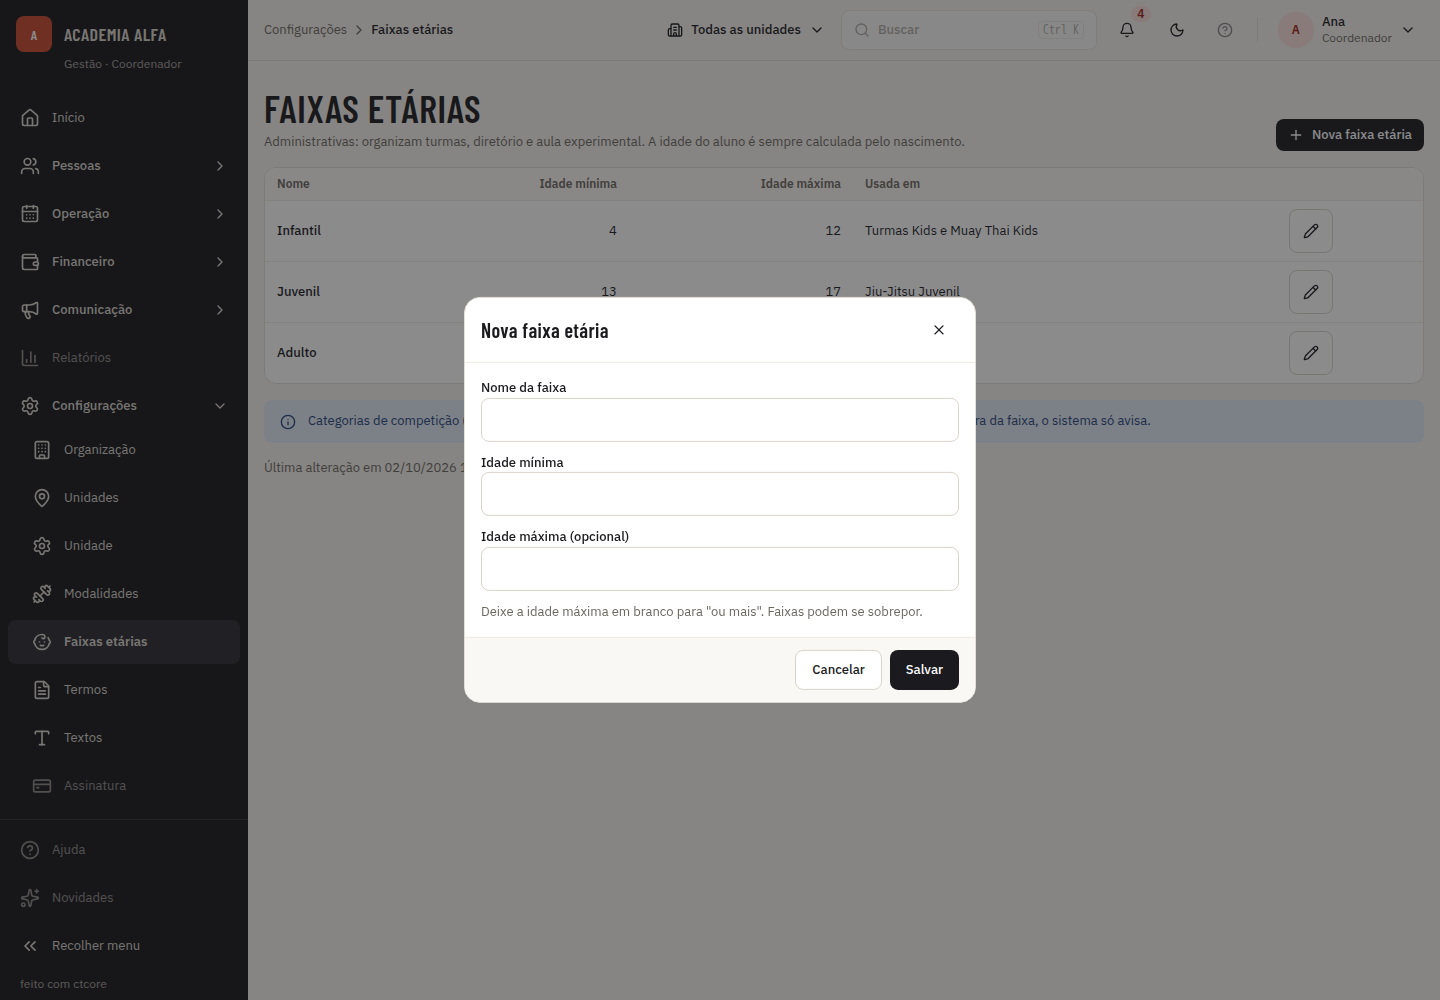 A
ACADEMIA ALFA
Gestão · Coordenador
Início
Pessoas
Operação
Financeiro
Comunicação
Relatórios
Configurações
Organização
Unidades
Unidade
Modalidades
Faixas etárias
Termos
Textos
Assinatura
Ajuda
Novidades
Recolher menu
feito com ctcore
Configurações > Faixas etárias
Todas as unidades
Buscar
Ctrl K
4
A
Ana
Coordenador
FAIXAS ETÁRIAS
Administrativas: organizam turmas, diretório e aula experimental. A idade do aluno é sempre calculada pelo nascimento.
Nova faixa etária
Nome Idade mínima Idade máxima Usada em
Infantil 4 12 Turmas Kids e Muay Thai Kids
Juvenil 13 17 Jiu-Jitsu Juvenil
Adulto
Categorias de competição
da faixa, o sistema só avisa.
Última alteração em 02/10/2026
Nova faixa etária
Nome da faixa
Idade mínima
Idade máxima (opcional)
Deixe a idade máxima em branco para "ou mais". Faixas podem se sobrepor.
Cancelar
Salvar